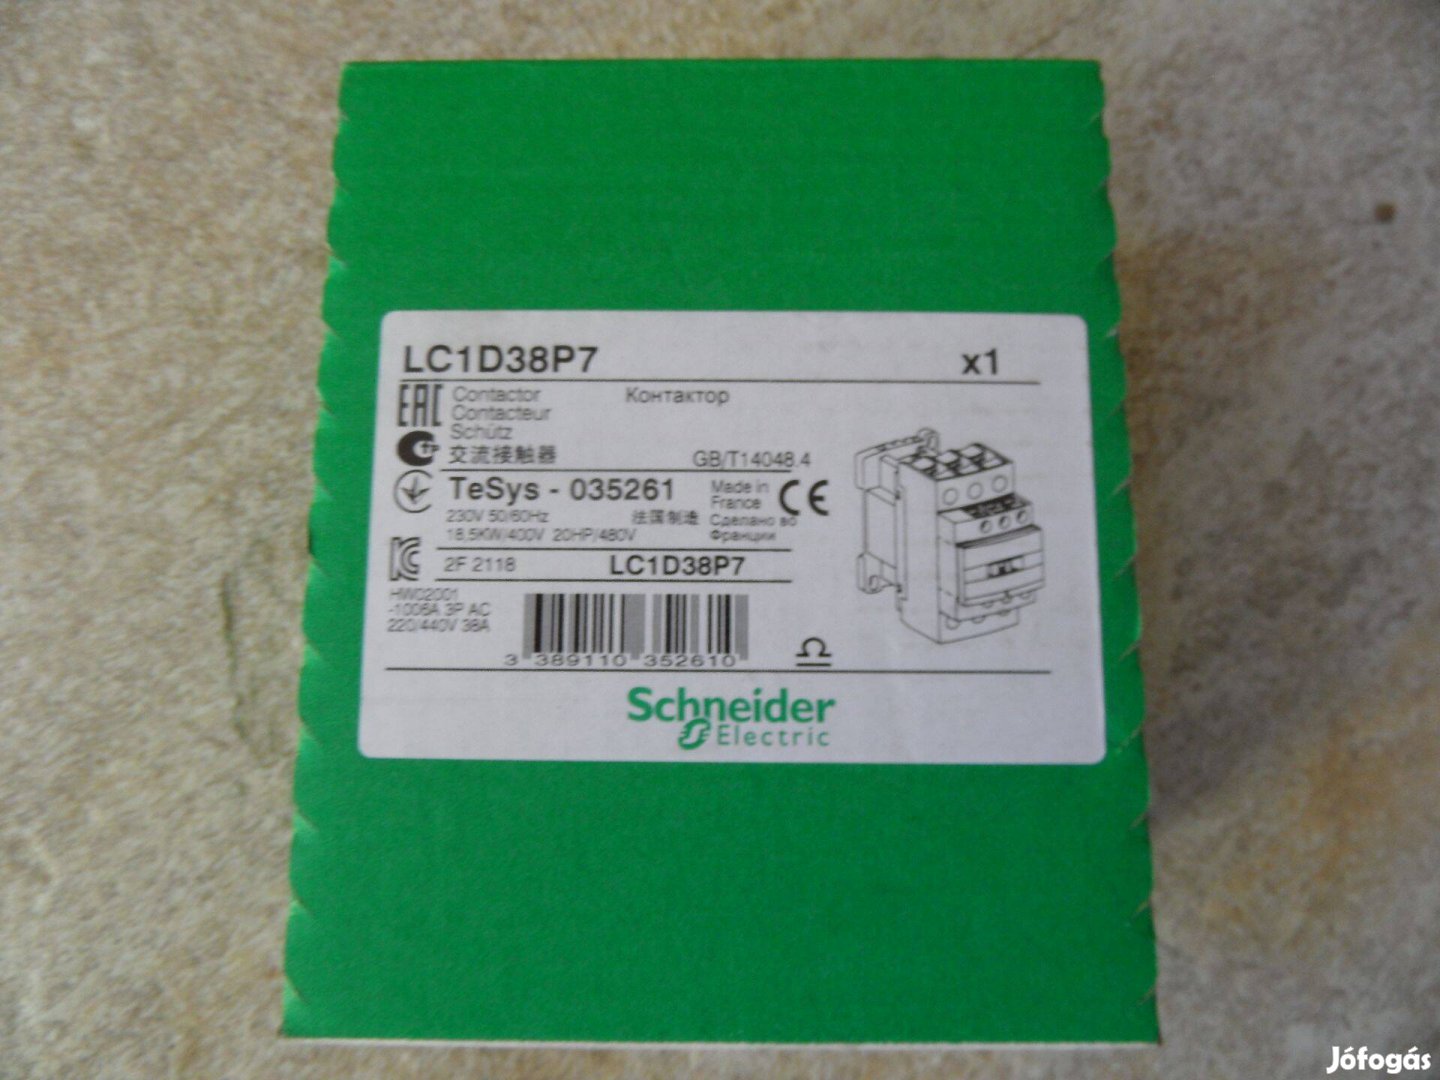 LC1D38P7 x1
EAC Contactor Контактор
Contacteur
Schütz
交流接触器 GB/T14048.4
TeSys - 035261 Made in France CE
230V 50/60Hz 法国制造 Сделано во Франции
18,5KW/400V 20HP/480V
2F 2118 LC1D38P7
HW02001
-1006A 3P AC
220/440V 38A
3 389110 352610
Schneider
Electric
Jófogás